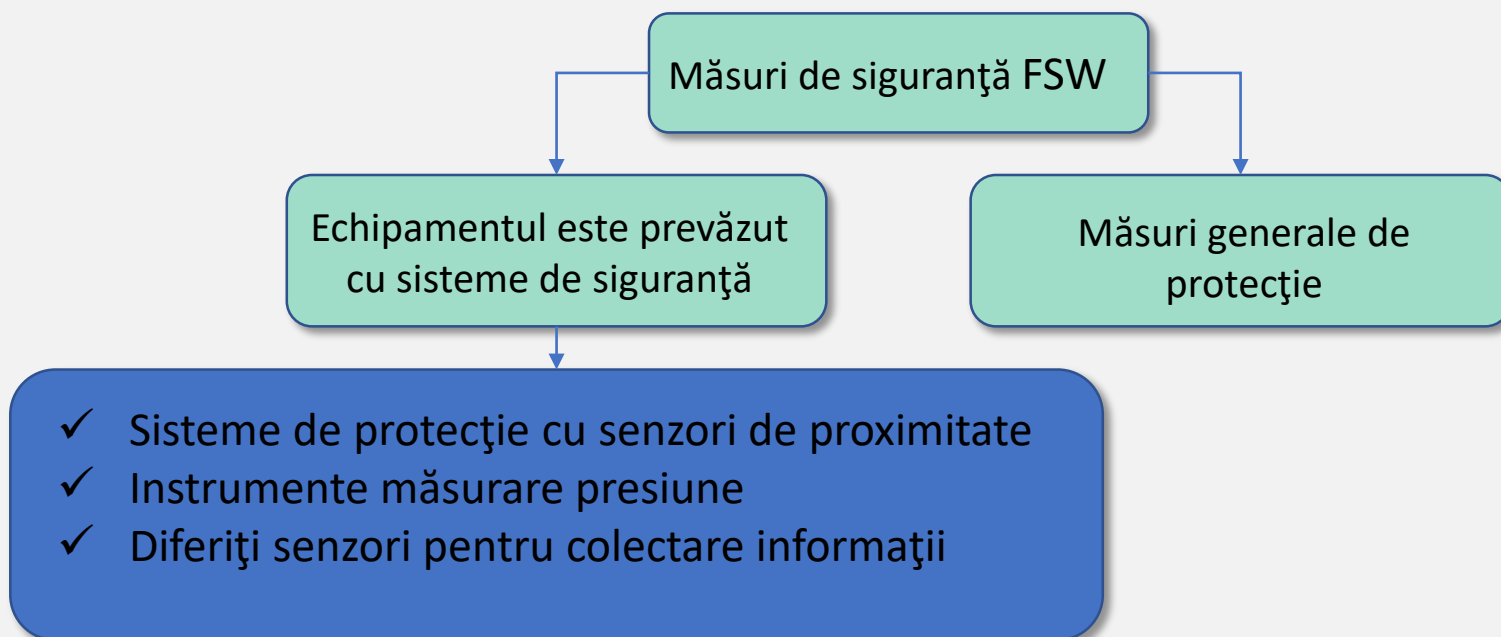 Măsuri de siguranţă FSW
Echipamentul este prevăzut
cu sisteme de siguranţă
Măsuri generale de
protecţie
✓ Sisteme de protecţie cu senzori de proximitate
✓ Instrumente măsurare presiune
✓ Diferiţi senzori pentru colectare informaţii